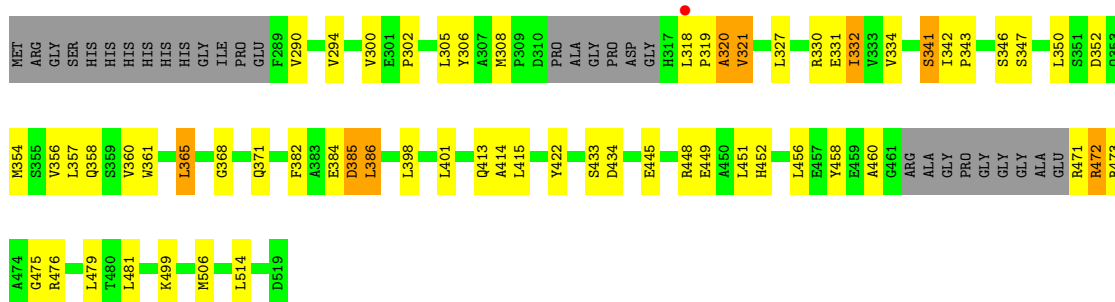 MET ARG GLY SER HIS HIS HIS HIS HIS HIS GLY ILE PRO GLU F289 V290 V294 V300 E301 P302 L305 Y306 A307 M308 P309 D310 PRO ALA GLY PRO ASP GLY H317 L318 P319 A320 V321 L327 R330 E331 I332 V333 V334 S341 I342 P343 S346 S347 L350 S351 D352
M354 S355 V356 L357 Q358 S359 V360 W361 L365 G368 Q371 F382 A383 E384 D385 L386 L398 L401 Q413 A414 L415 Y422 S433 D434 E445 R448 E449 A450 L451 H452 L456 E457 Y458 E459 A460 G461 ARG ALA GLY PRO GLY GLY GLY ALA GLU R471 R472
A474 G475 R476 L479 T480 L481 K499 M506 L514 D519